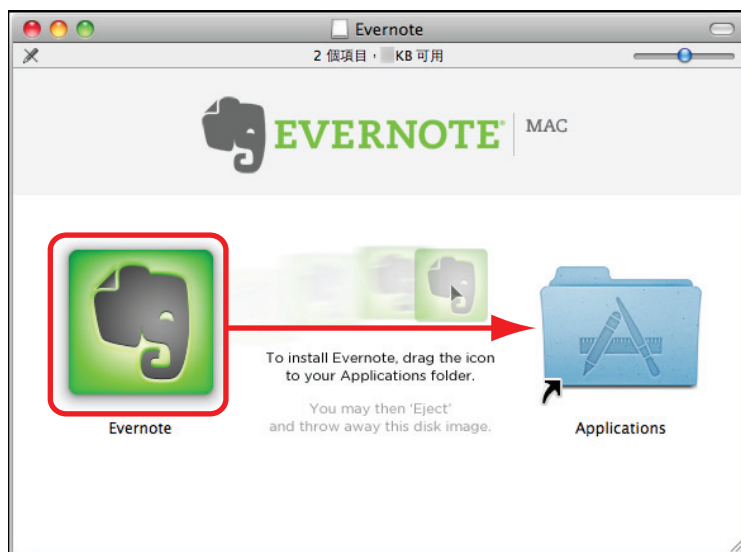 Evernote
2 個項目， KB 可用
EVERNOTE® MAC
To install Evernote, drag the icon
to your Applications folder.
You may then 'Eject'
and throw away this disk image.
Evernote
Applications